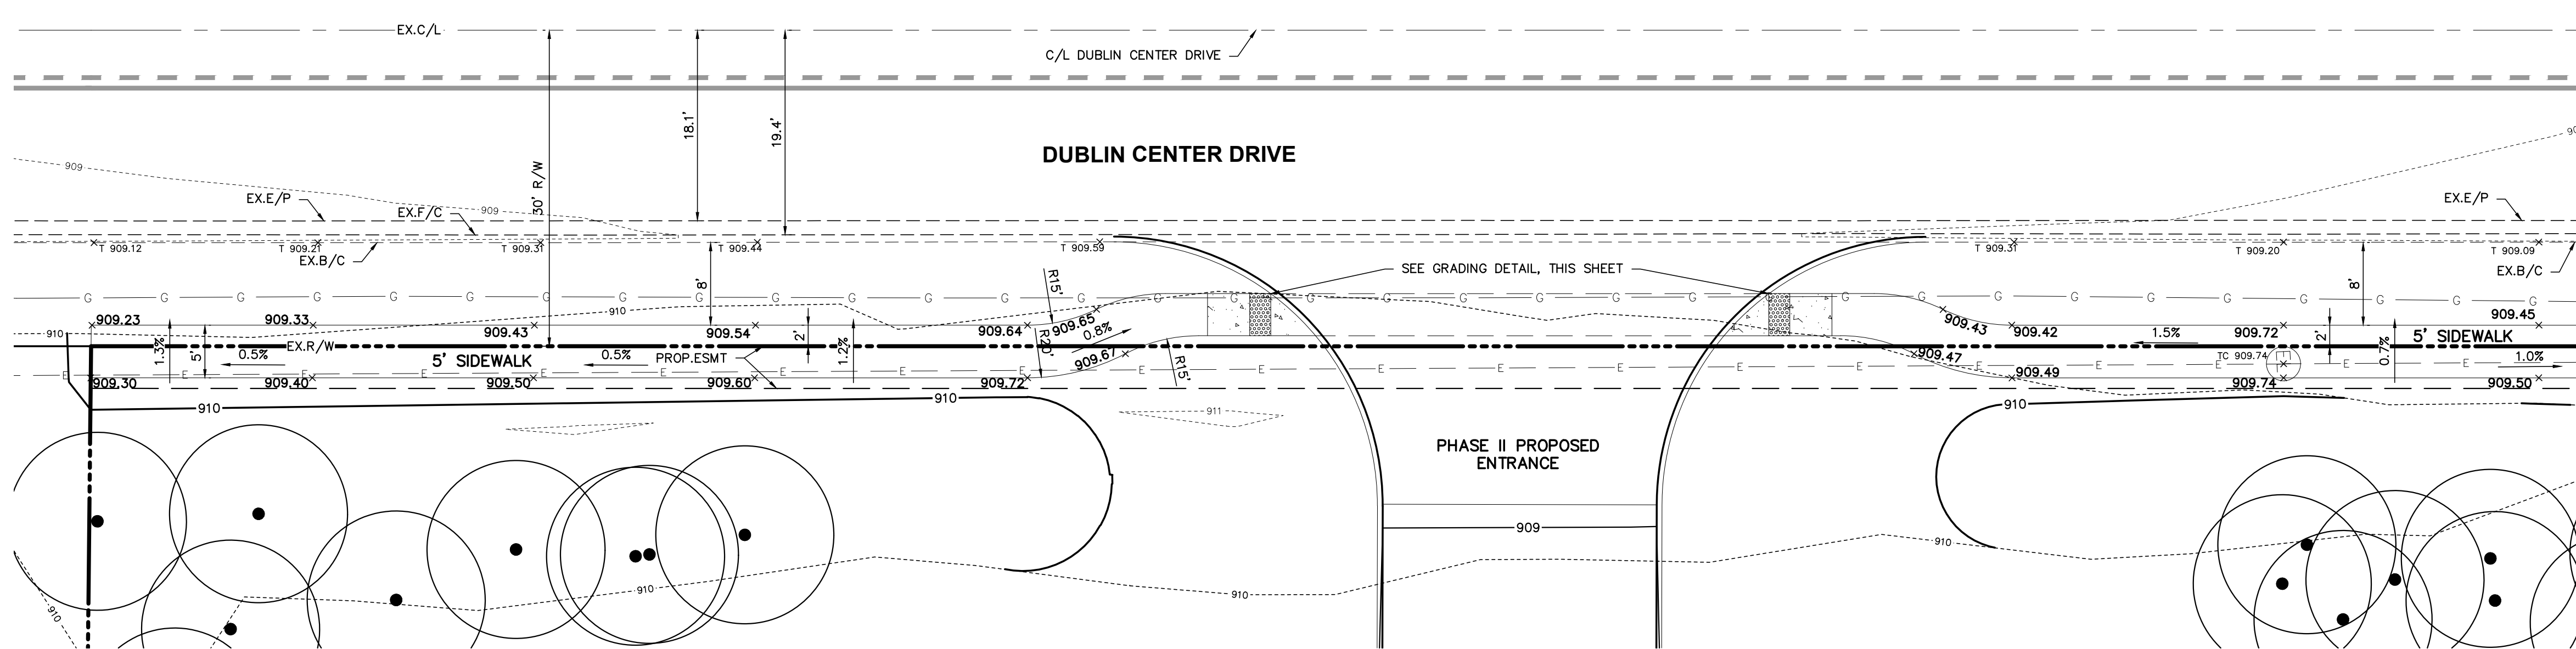 EX.C/L
C/L DUBLIN CENTER DRIVE
18.1'
19.4'
30' R/W
DUBLIN CENTER DRIVE
909
EX.E/P
EX.F/C
909
EX.E/P
T 909.12
T 909.21
T 909.31
T 909.44
T 909.59
T 909.31
T 909.20
T 909.09
EX.B/C
EX.B/C
SEE GRADING DETAIL, THIS SHEET
8'
R15'
8'
G G G G G G G G G G G G G G G G G G G G G G G G G G G G G G G G G
910
909.23
909.33
909.43
909.54
909.64
909.65
909.43
909.42
909.72
909.45
910
1.3%
5'
EX.R/W
0.5%
5' SIDEWALK
0.5%
PROP.ESMT
2'
1.2%
R20'
0.8%
909.67
R15'
909.47
1.5%
TC 909.74
E
2'
0.7%
5' SIDEWALK
1.0%
E E E E E E E E E E E E E E E E E E E E E
909.30
909.40
909.50
909.60
909.72
909.49
909.74
909.50
910
910
911
910
PHASE II PROPOSED
ENTRANCE
909
910
910
910
910